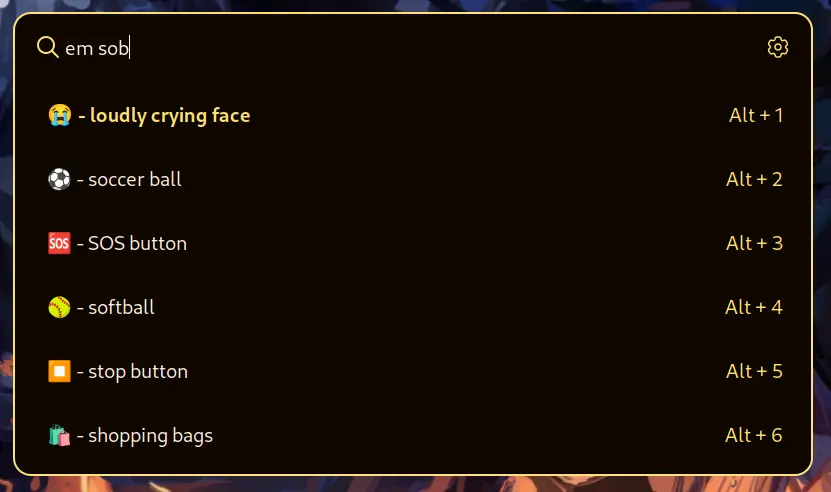 em sob
😭 - loudly crying face Alt + 1
⚽ - soccer ball Alt + 2
🆘 - SOS button Alt + 3
🥎 - softball Alt + 4
⏹️ - stop button Alt + 5
🛍️ - shopping bags Alt + 6